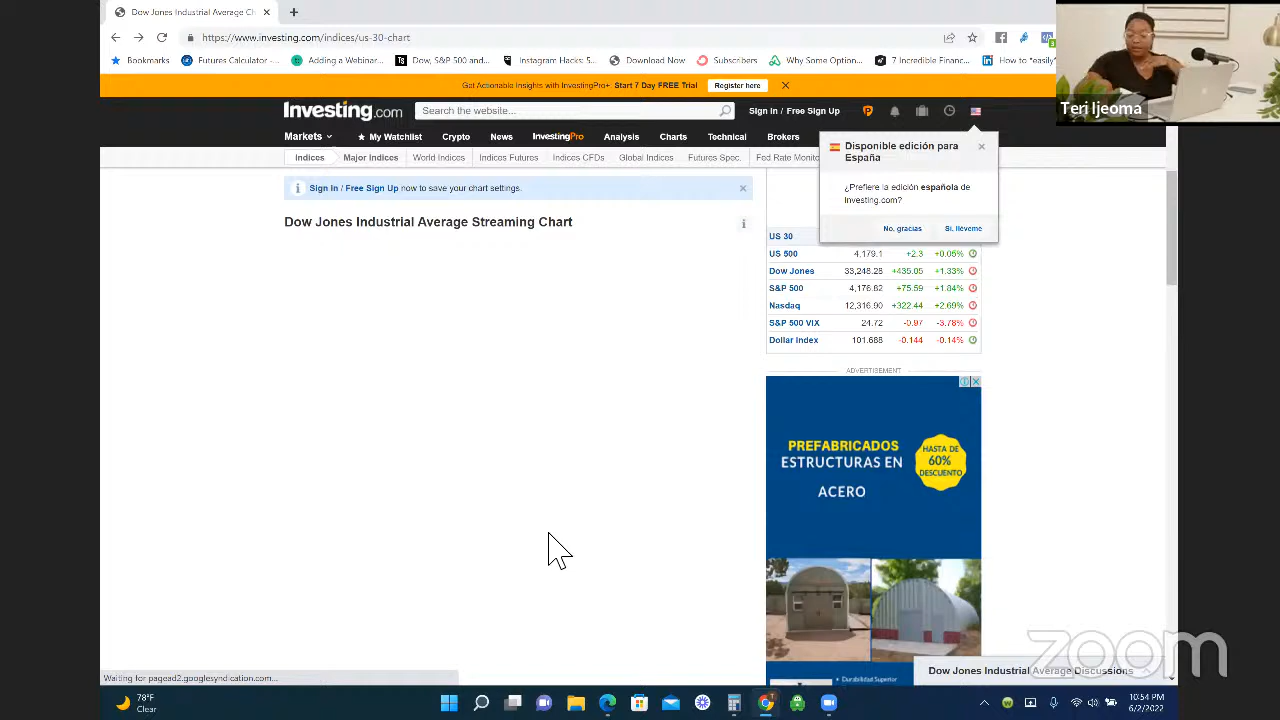 Dow Jones Industrial Average Ch
https://www.investing.com/indices/us-30-chart
Bookmarks
Futures Calculator -...
Adding a Webinar...
Dow, S&P 500 and...
Instagram Hacks: 5...
Download Now
Subscribers
Why Some Option...
7 Incredible Financ...
How to "easily"
Teri Ijeoma
Get Actionable Insights with InvestingPro+ Start 7 Day FREE Trial
Register here
Investing.com
Search the website...
Sign In / Free Sign Up
Markets
My Watchlist
Crypto
News
InvestingPro
Analysis
Charts
Technical
Brokers
Indices
Major Indices
World Indices
Indices Futures
Indices CFDs
Global Indices
Futures Spec.
Fed Rate Monito
Disponible edición para
España
¿Prefiere la edición española de
Investing.com?
No, gracias
Sí, lléveme
Sign In / Free Sign Up now to save your chart settings.
Dow Jones Industrial Average Streaming Chart
US 30
US 500 4,179.1 +2.3 +0.05%
Dow Jones 33,248.28 +435.05 +1.33%
S&P 500 4,176.82 +75.59 +1.84%
Nasdaq 12,316.90 +322.44 +2.69%
S&P 500 VIX 24.72 -0.97 -3.78%
Dollar Index 101.688 -0.144 -0.14%
ADVERTISEMENT
PREFABRICADOS
ESTRUCTURAS EN
ACERO
HASTA DE
60%
DESCUENTO
Durabilidad Superior
zoom
Dow Jones Industrial Average Discussions
Waiting for pagead2.googlesyndication.com...
78°F
Clear
10:54 PM
6/2/2022